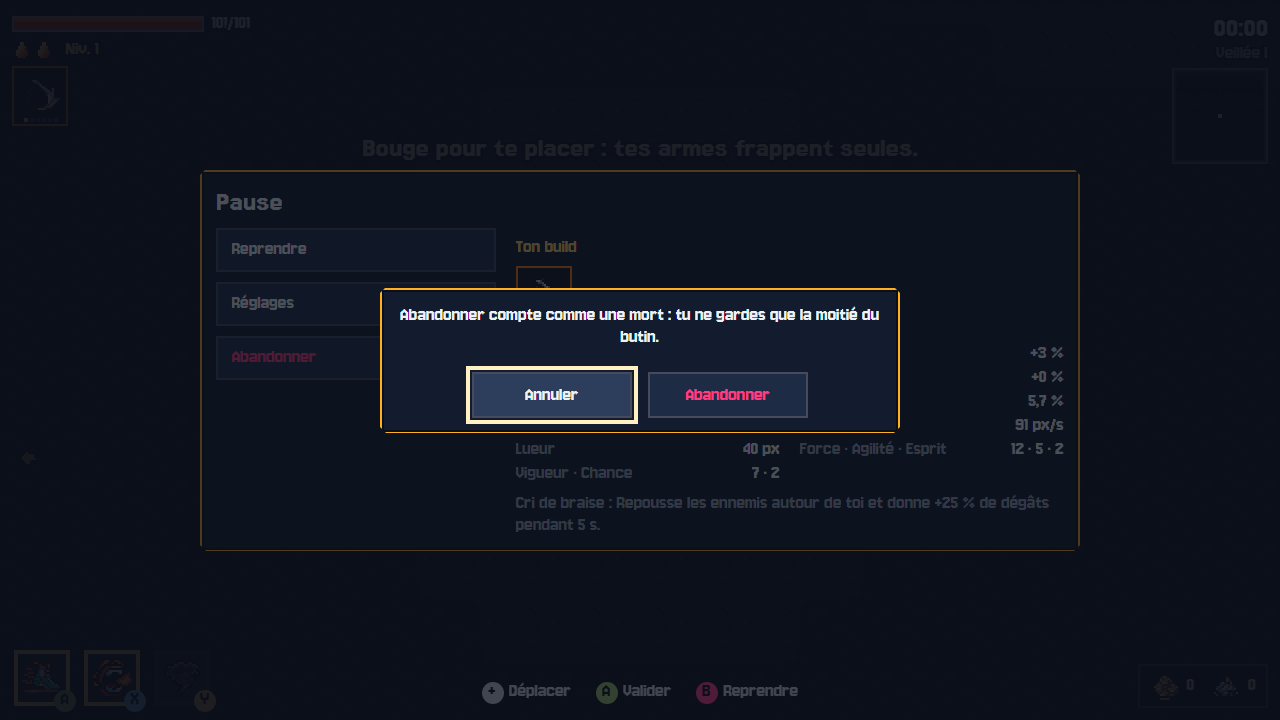 101/101
00:00
Niv. 1
Veillée 1
Bouge pour te placer : tes armes frappent seules.
Pause
Reprendre
Ton build
Réglages
Abandonner compte comme une mort : tu ne gardes que la moitié du
butin.
Abandonner
+3 %
+0 %
Annuler
Abandonner
5,7 %
91 px/s
Lueur
40 px
Force · Agilité · Esprit
12 · 5 · 2
Vigueur · Chance
7 · 2
Cri de braise : Repousse les ennemis autour de toi et donne +25 % de dégâts
pendant 5 s.
A
X
Y
+ Déplacer
A Valider
B Reprendre
0
0